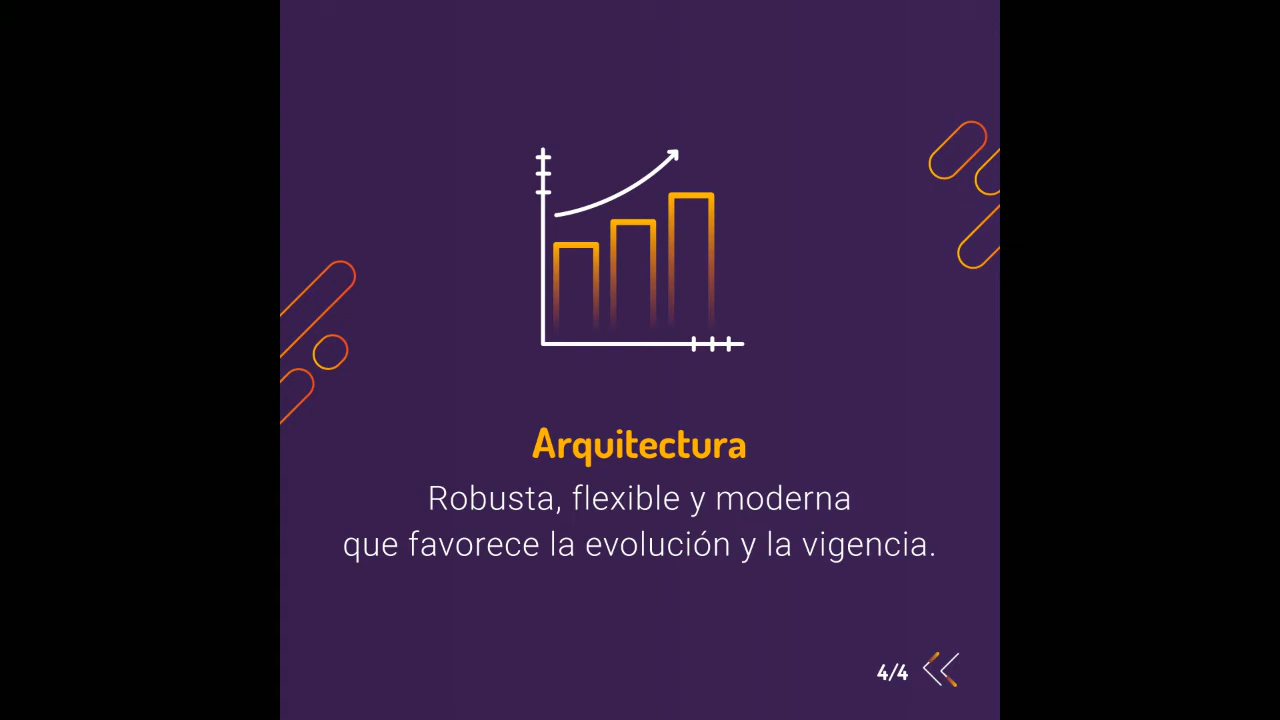 Arquitectura
Robusta, flexible y moderna
que favorece la evolución y la vigencia.
4/4